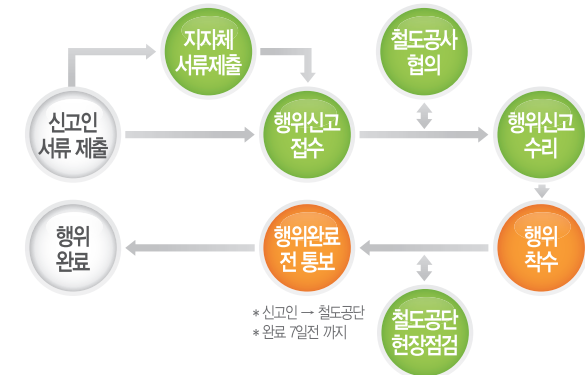 지자체
서류제출
철도공사
협의
신고인
서류 제출
행위신고
접수
행위신고
수리
행위
완료
행위완료
전 통보
행위
착수
* 신고인 → 철도공단
* 완료 7일전 까지
철도공단
현장점검